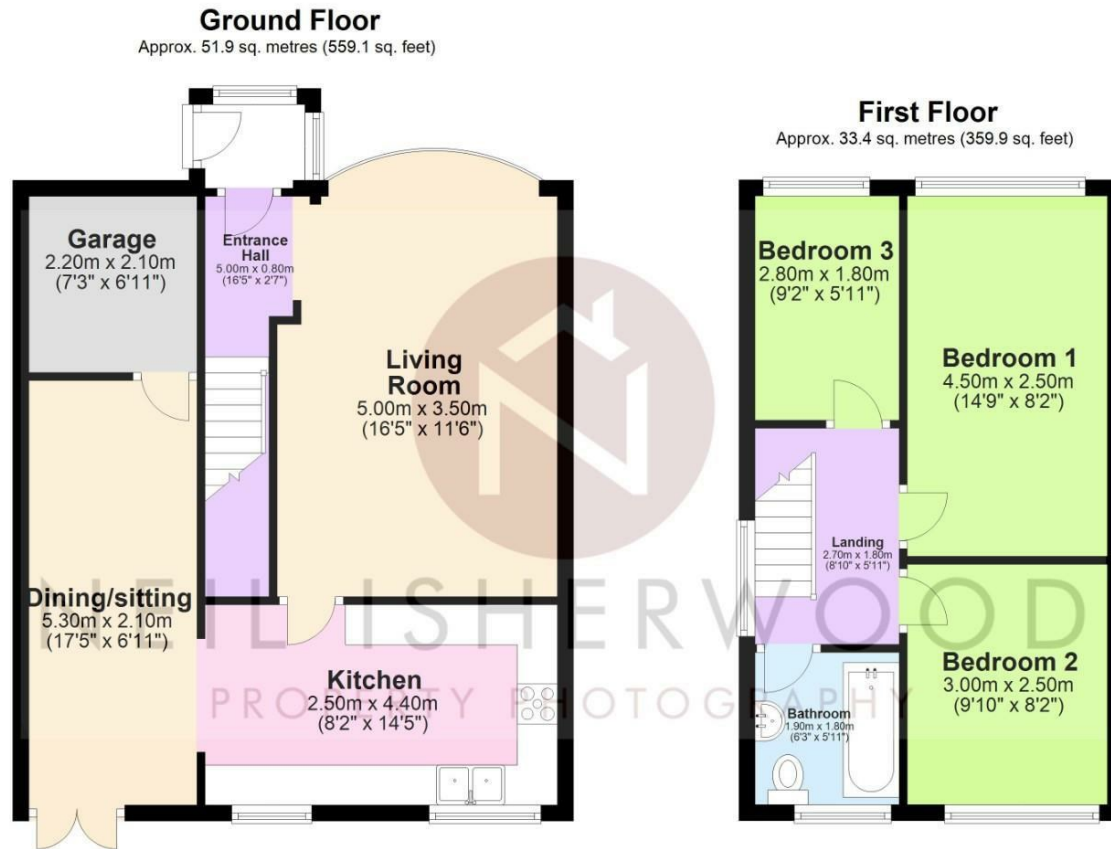 Ground Floor
Approx. 51.9 sq. metres (559.1 sq. feet)
Garage
2.20m x 2.10m
(7'3" x 6'11")
Entrance
Hall
5.00m x 0.80m
(16'5" x 2'7")
Living
Room
5.00m x 3.50m
(16'5" x 11'6")
Dining/sitting
5.30m x 2.10m
(17'5" x 6'11")
Kitchen
2.50m x 4.40m
(8'2" x 14'5")
First Floor
Approx. 33.4 sq. metres (359.9 sq. feet)
Bedroom 3
2.80m x 1.80m
(9'2" x 5'11")
Bedroom 1
4.50m x 2.50m
(14'9" x 8'2")
Landing
2.70m x 1.80m
(8'10" x 5'11")
Bedroom 2
3.00m x 2.50m
(9'10" x 8'2")
Bathroom
1.90m x 1.80m
(6'3" x 5'11")
N
NEIL ISHERWOOD
PROPERTY PHOTOGRAPHY